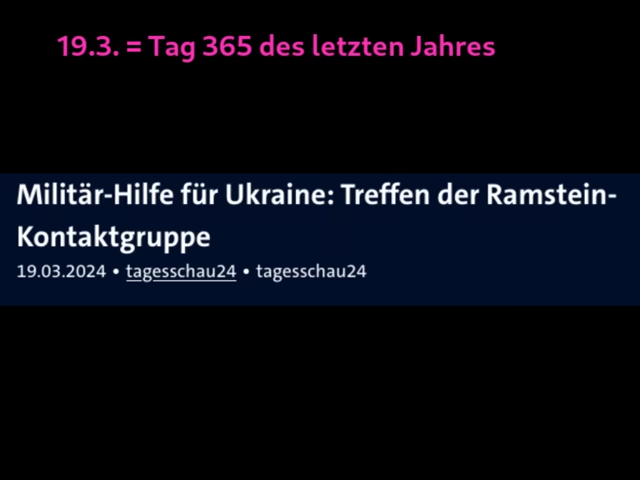 19.3. = Tag 365 des letzten Jahres
Militär-Hilfe für Ukraine: Treffen der Ramstein-
Kontaktgruppe
19.03.2024 • tagesschau24 • tagesschau24